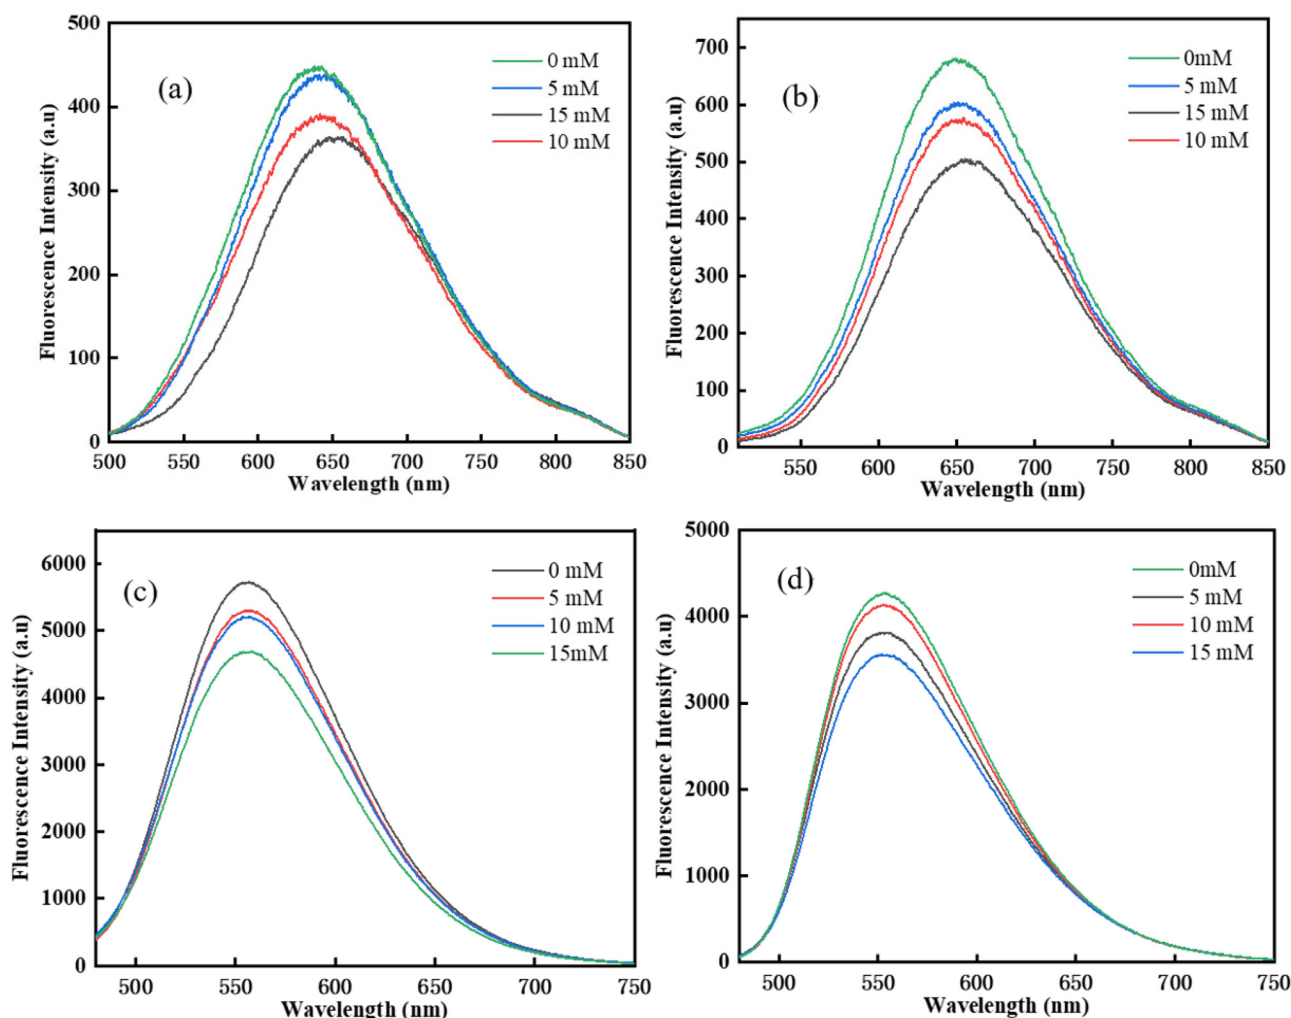 (a)
0 mM
5 mM
15 mM
10 mM
Fluorescence Intensity (a.u)
500
400
300
200
100
0
500 550 600 650 700 750 800 850
Wavelength (nm)
(b)
0mM
5 mM
15 mM
10 mM
Fluorescence Intensity (a.u)
700
600
500
400
300
200
100
0
550 600 650 700 750 800 850
Wavelength (nm)
(c)
0 mM
5 mM
10 mM
15mM
Fluorescence Intensity (a.u)
6000
5000
4000
3000
2000
1000
0
500 550 600 650 700 750
Wavelength (nm)
(d)
0mM
5 mM
10 mM
15 mM
Fluorescence Intensity (a.u)
5000
4000
3000
2000
1000
0
500 550 600 650 700 750
Wavelength (nm)